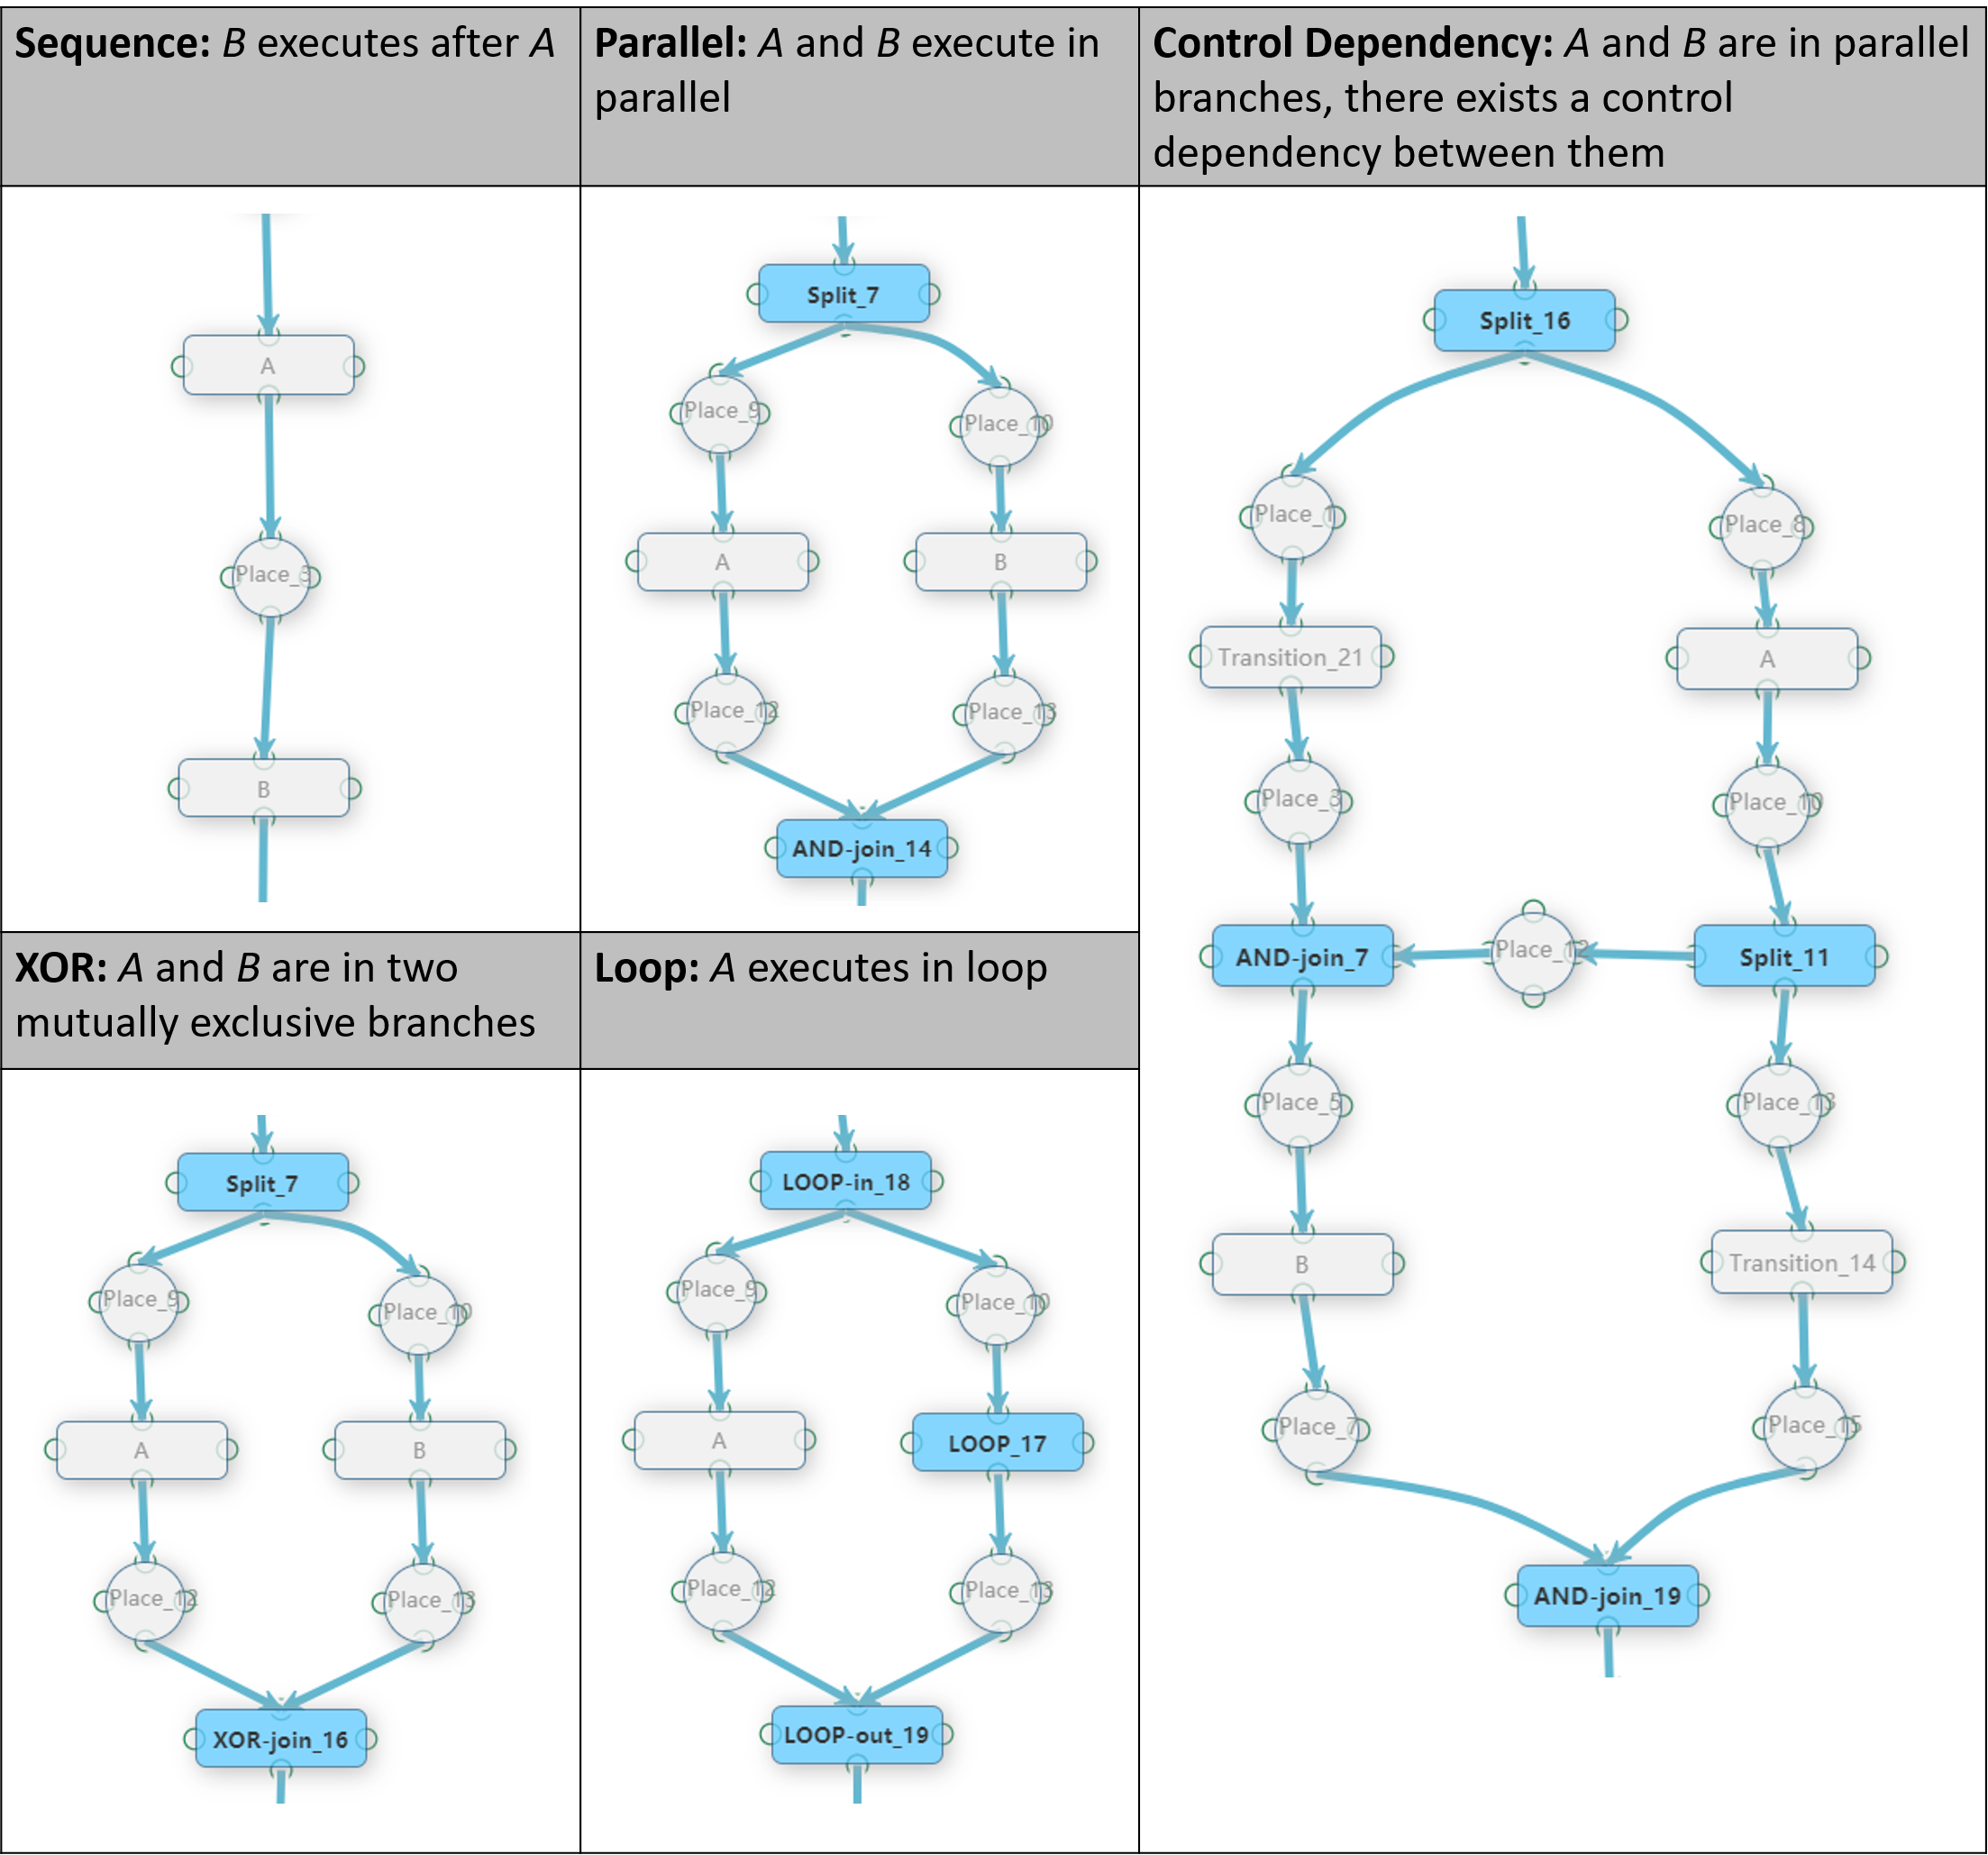 Sequence: B executes after A
Parallel: A and B execute in
parallel
Control Dependency: A and B are in parallel
branches, there exists a control
dependency between them
A
Place_3
B
Split_7
Place_9
Place_10
A
B
Place_12
Place_13
AND-join_14
Split_16
Place_1
Place_8
Transition_21
A
Place_3
Place_10
AND-join_7
Place_12
Split_11
Place_5
Place_13
B
Transition_14
Place_7
Place_15
AND-join_19
XOR: A and B are in two
mutually exclusive branches
Loop: A executes in loop
Split_7
Place_9
Place_10
A
B
Place_12
Place_13
XOR-join_16
LOOP-in_18
Place_9
Place_10
A
LOOP_17
Place_12
Place_13
LOOP-out_19